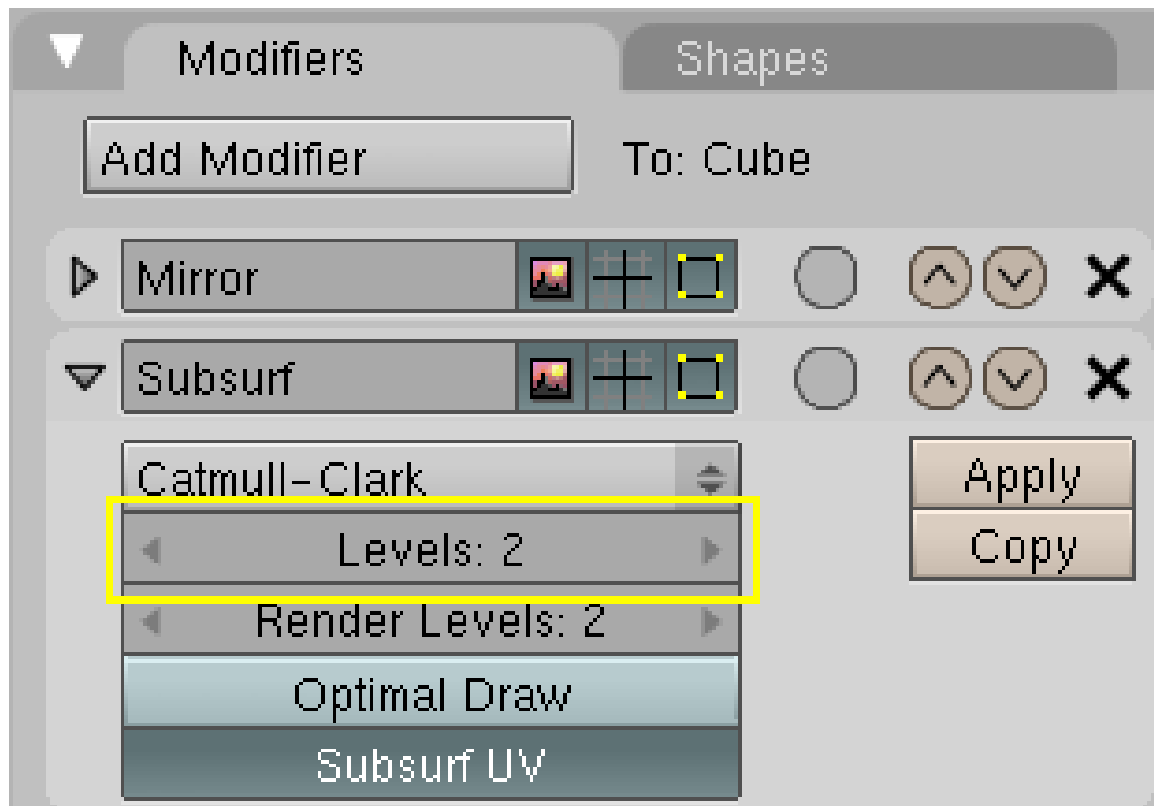 Modifiers Shapes
Add Modifier To: Cube
Mirror
Subsurf
Catmull-Clark Apply
Levels: 2 Copy
Render Levels: 2
Optimal Draw
Subsurf UV